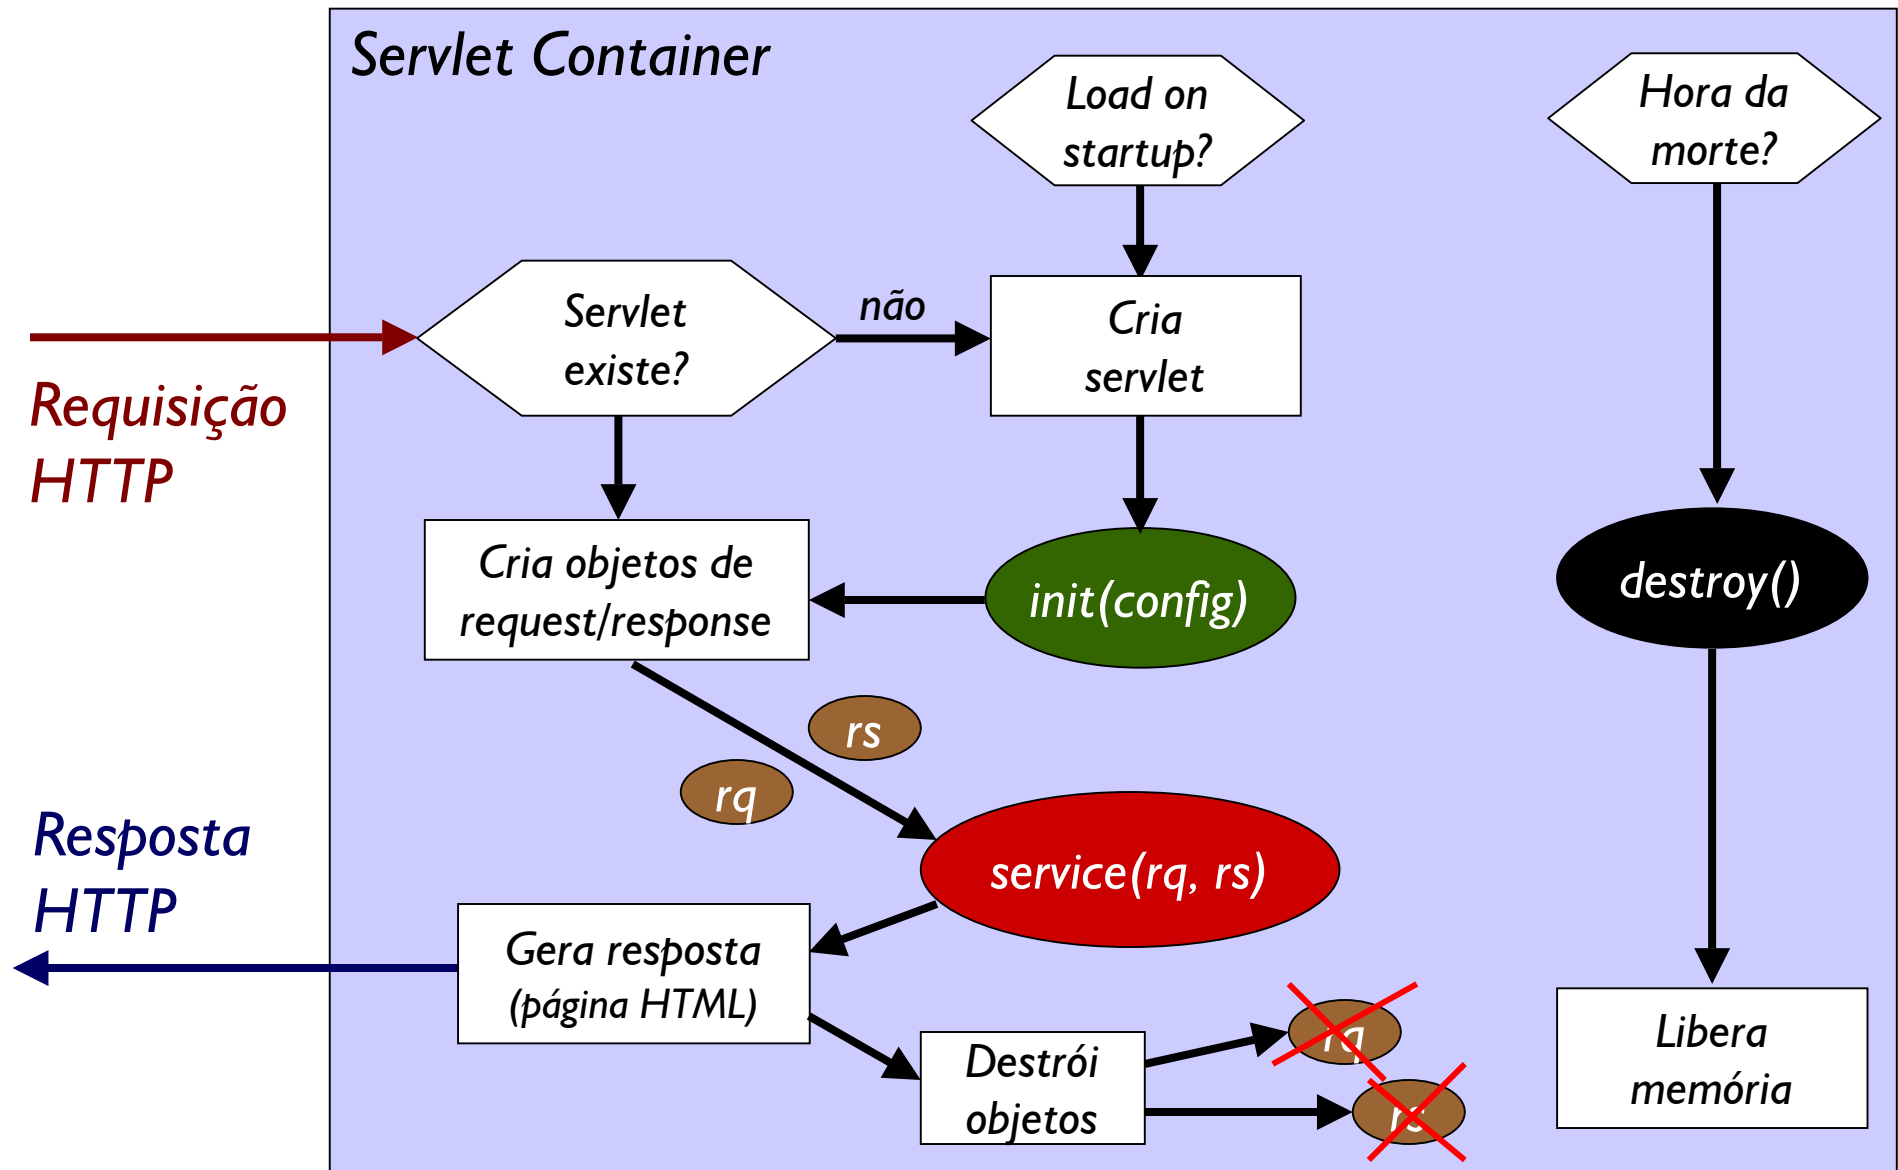 Servlet Container
Load on
startup?
Hora da
morte?
Servlet
existe?
não
Cria
servlet
Requisição
HTTP
Cria objetos de
request/response
init(config)
destroy()
rs
rq
Resposta
HTTP
service(rq, rs)
Gera resposta
(página HTML)
Destrói
objetos
rq
rs
Libera
memória